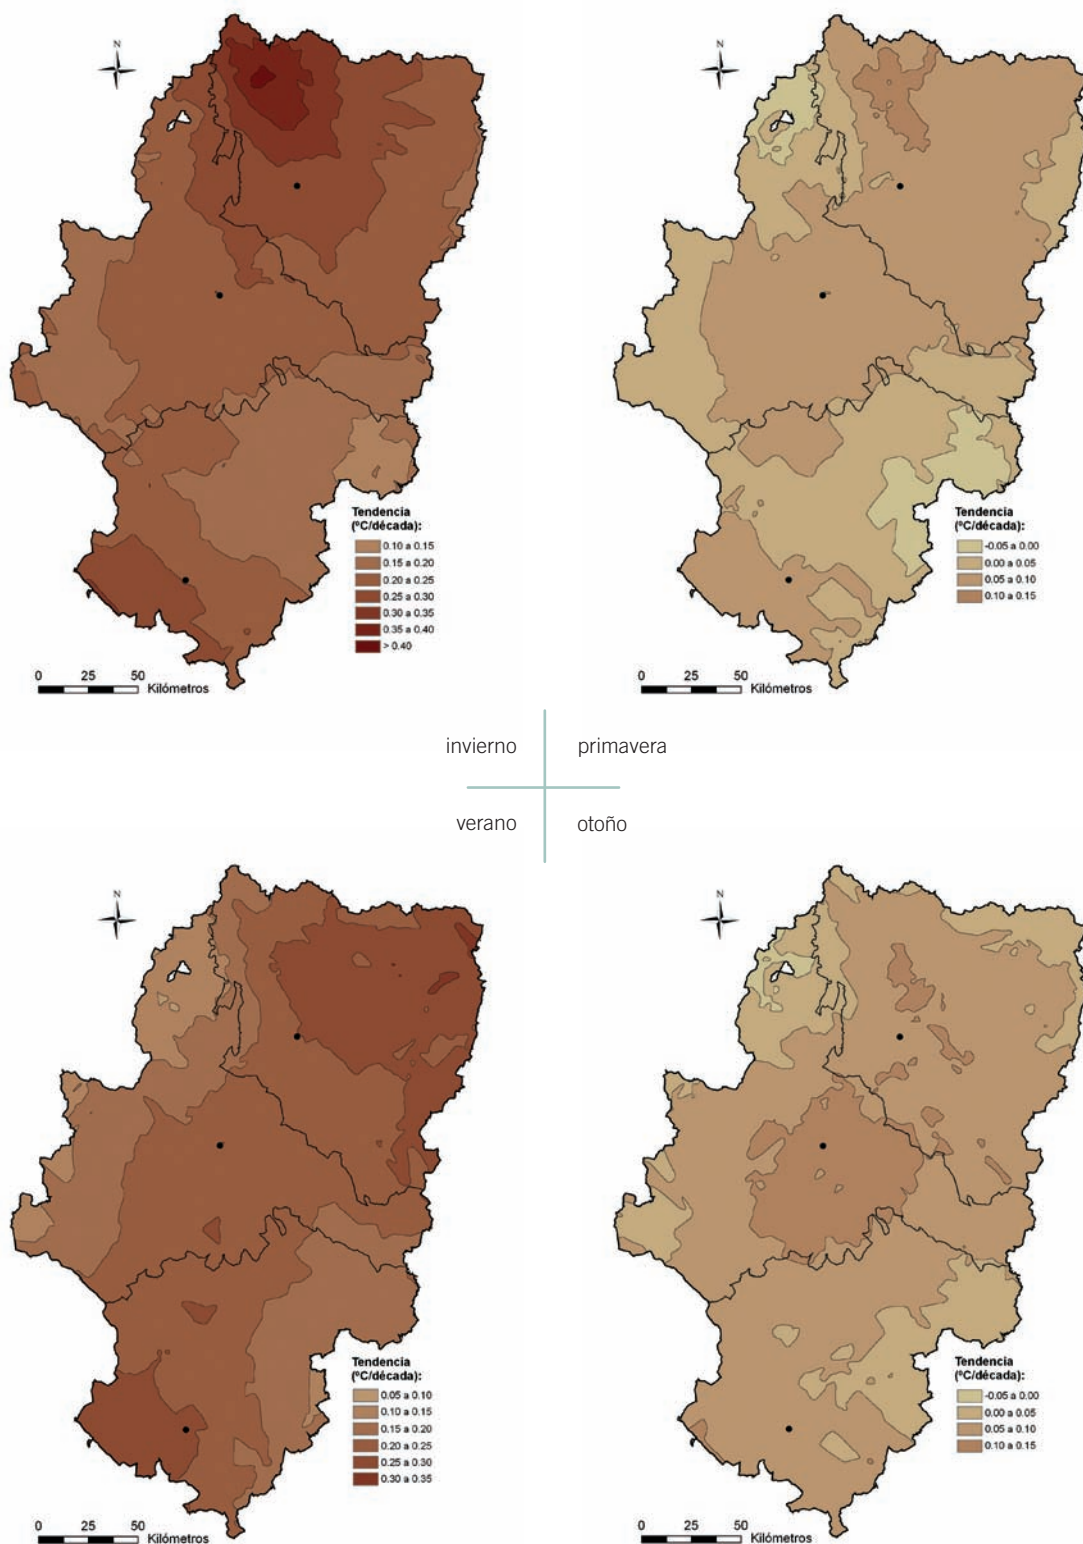 N
Tendencia
(ºC/década):
0.10 a 0.15
0.15 a 0.20
0.20 a 0.25
0.25 a 0.30
0.30 a 0.35
0.35 a 0.40
> 0.40
0 25 50
Kilómetros
N
Tendencia
(ºC/década):
-0.05 a 0.00
0.00 a 0.05
0.05 a 0.10
0.10 a 0.15
0 25 50
Kilómetros
invierno primavera
verano otoño
N
Tendencia
(ºC/década):
0.05 a 0.10
0.10 a 0.15
0.15 a 0.20
0.20 a 0.25
0.25 a 0.30
0.30 a 0.35
0 25 50
Kilómetros
N
Tendencia
(ºC/década):
-0.05 a 0.00
0.00 a 0.05
0.05 a 0.10
0.10 a 0.15
0 25 50
Kilómetros